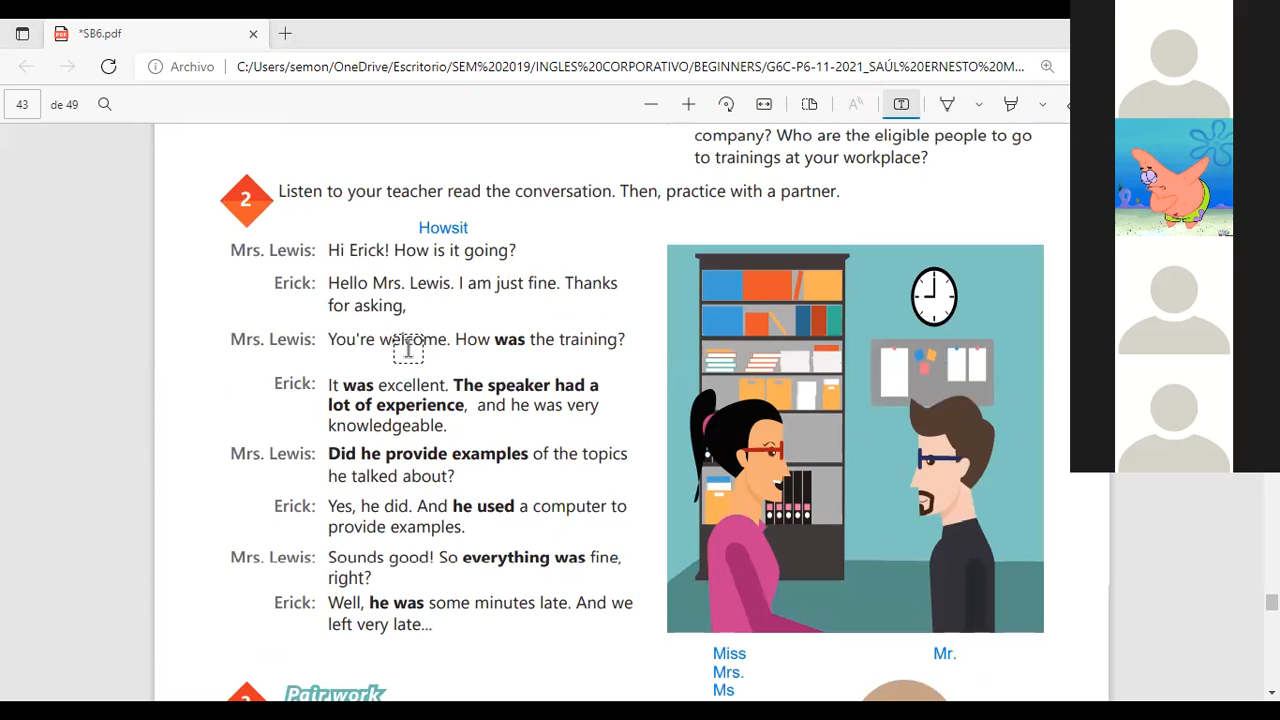 *SB6.pdf
Archivo
C:/Users/semon/OneDrive/Escritorio/SEM%202019/INGLES%20CORPORATIVO/BEGINNERS/G6C-P6-11-2021_SAÚL%20ERNESTO%20M...
43 de 49
company? Who are the eligible people to go
to trainings at your workplace?
2 Listen to your teacher read the conversation. Then, practice with a partner.
Howsit
Mrs. Lewis: Hi Erick! How is it going?
Erick: Hello Mrs. Lewis. I am just fine. Thanks
for asking,
Mrs. Lewis: You're welcome. How was the training?
Erick: It was excellent. The speaker had a
lot of experience, and he was very
knowledgeable.
Mrs. Lewis: Did he provide examples of the topics
he talked about?
Erick: Yes, he did. And he used a computer to
provide examples.
Mrs. Lewis: Sounds good! So everything was fine,
right?
Erick: Well, he was some minutes late. And we
left very late...
Miss
Mrs.
Ms
Mr.
Pair work